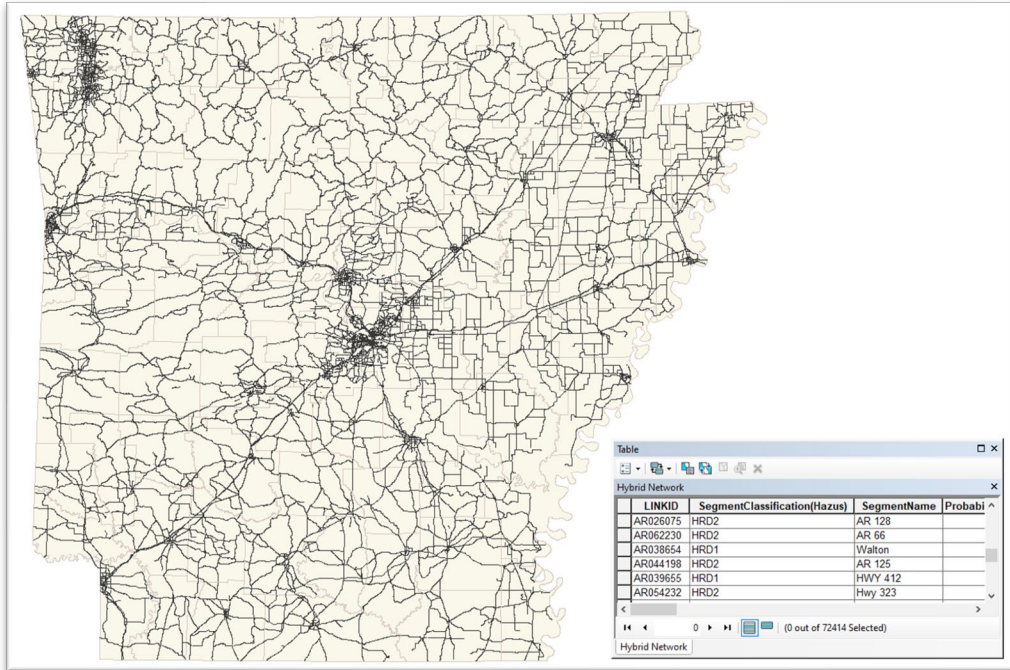 Table
Hybrid Network
LINKID SegmentClassification(Hazus) SegmentName Probabi
AR026075 HRD2 AR 128
AR062230 HRD2 AR 66
AR038654 HRD1 Walton
AR044198 HRD2 AR 125
AR039655 HRD1 HWY 412
AR054232 HRD2 Hwy 323
0 (0 out of 72414 Selected)
Hybrid Network